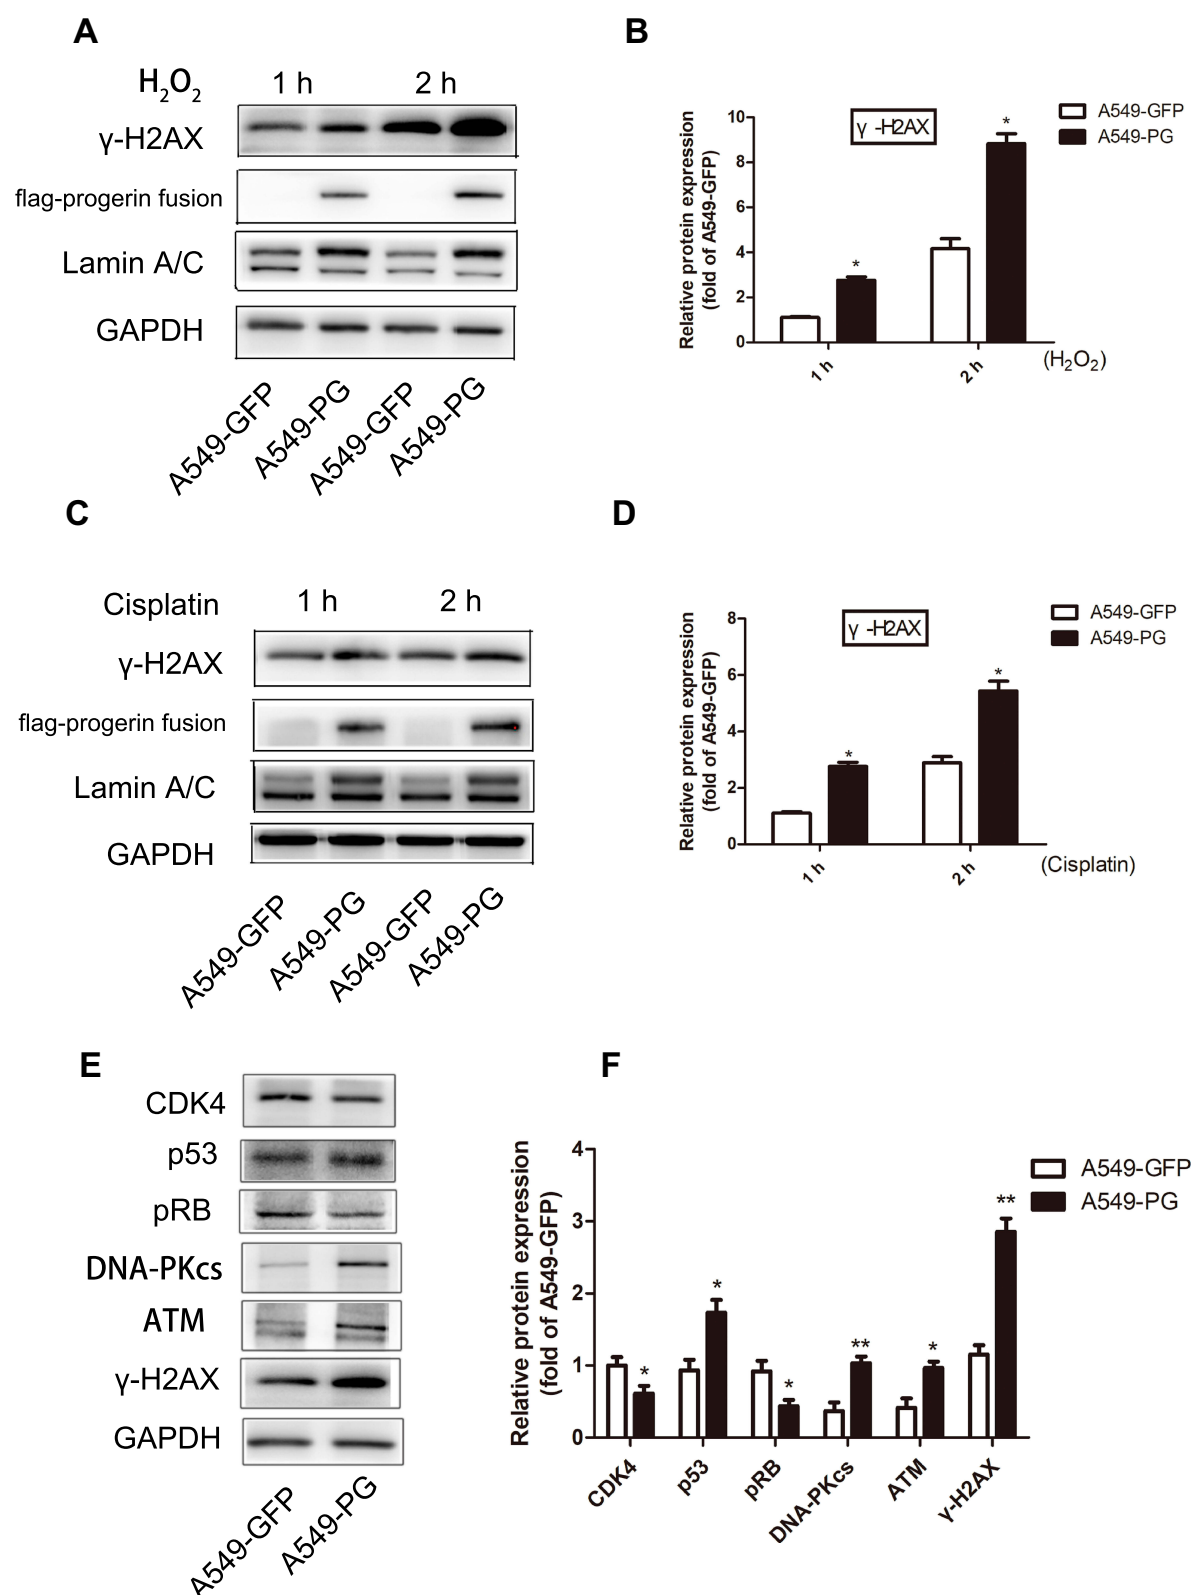 A
H₂O₂ 1 h 2 h
γ-H2AX
flag-progerin fusion
Lamin A/C
GAPDH
A549-GFP A549-PG A549-GFP A549-PG
B
Relative protein expression
(fold of A549-GFP)
10
8
6
4
2
0
γ -H2AX
A549-GFP
A549-PG
* *
1 h 2 h (H₂O₂)
C
Cisplatin 1 h 2 h
γ-H2AX
flag-progerin fusion
Lamin A/C
GAPDH
A549-GFP A549-PG A549-GFP A549-PG
D
Relative protein expression
(fold of A549-GFP)
8
6
4
2
0
γ -H2AX
A549-GFP
A549-PG
* *
1 h 2 h (Cisplatin)
E
CDK4
p53
pRB
DNA-PKcs
ATM
γ-H2AX
GAPDH
A549-GFP A549-PG
F
Relative protein expression
(fold of A549-GFP)
4
3
2
1
0
A549-GFP
A549-PG
* * * ** * **
CDK4 p53 pRB DNA-PKcs ATM γ-H2AX